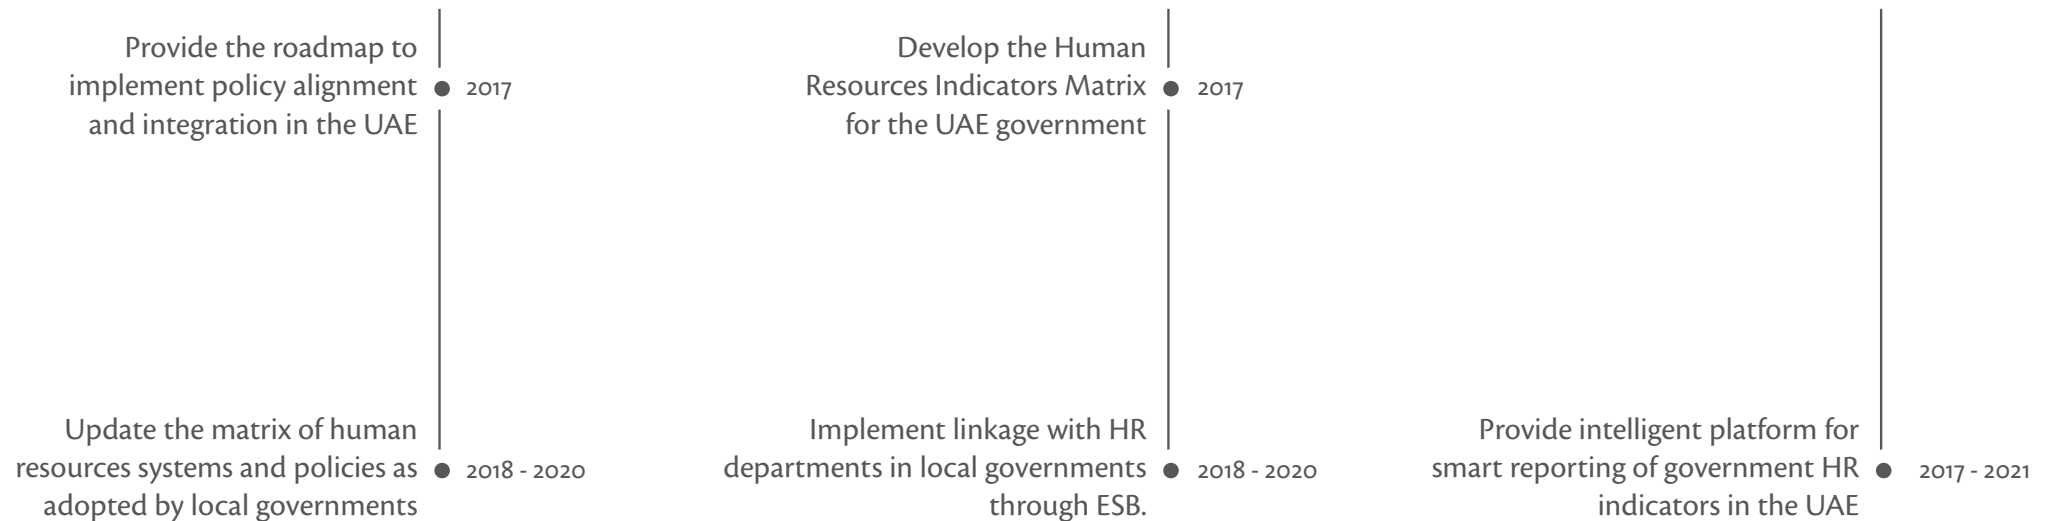 Provide the roadmap to
implement policy alignment
and integration in the UAE
2017
Develop the Human
Resources Indicators Matrix
for the UAE government
2017
Update the matrix of human
resources systems and policies as
adopted by local governments
2018 - 2020
Implement linkage with HR
departments in local governments
through ESB.
2018 - 2020
Provide intelligent platform for
smart reporting of government HR
indicators in the UAE
2017 - 2021